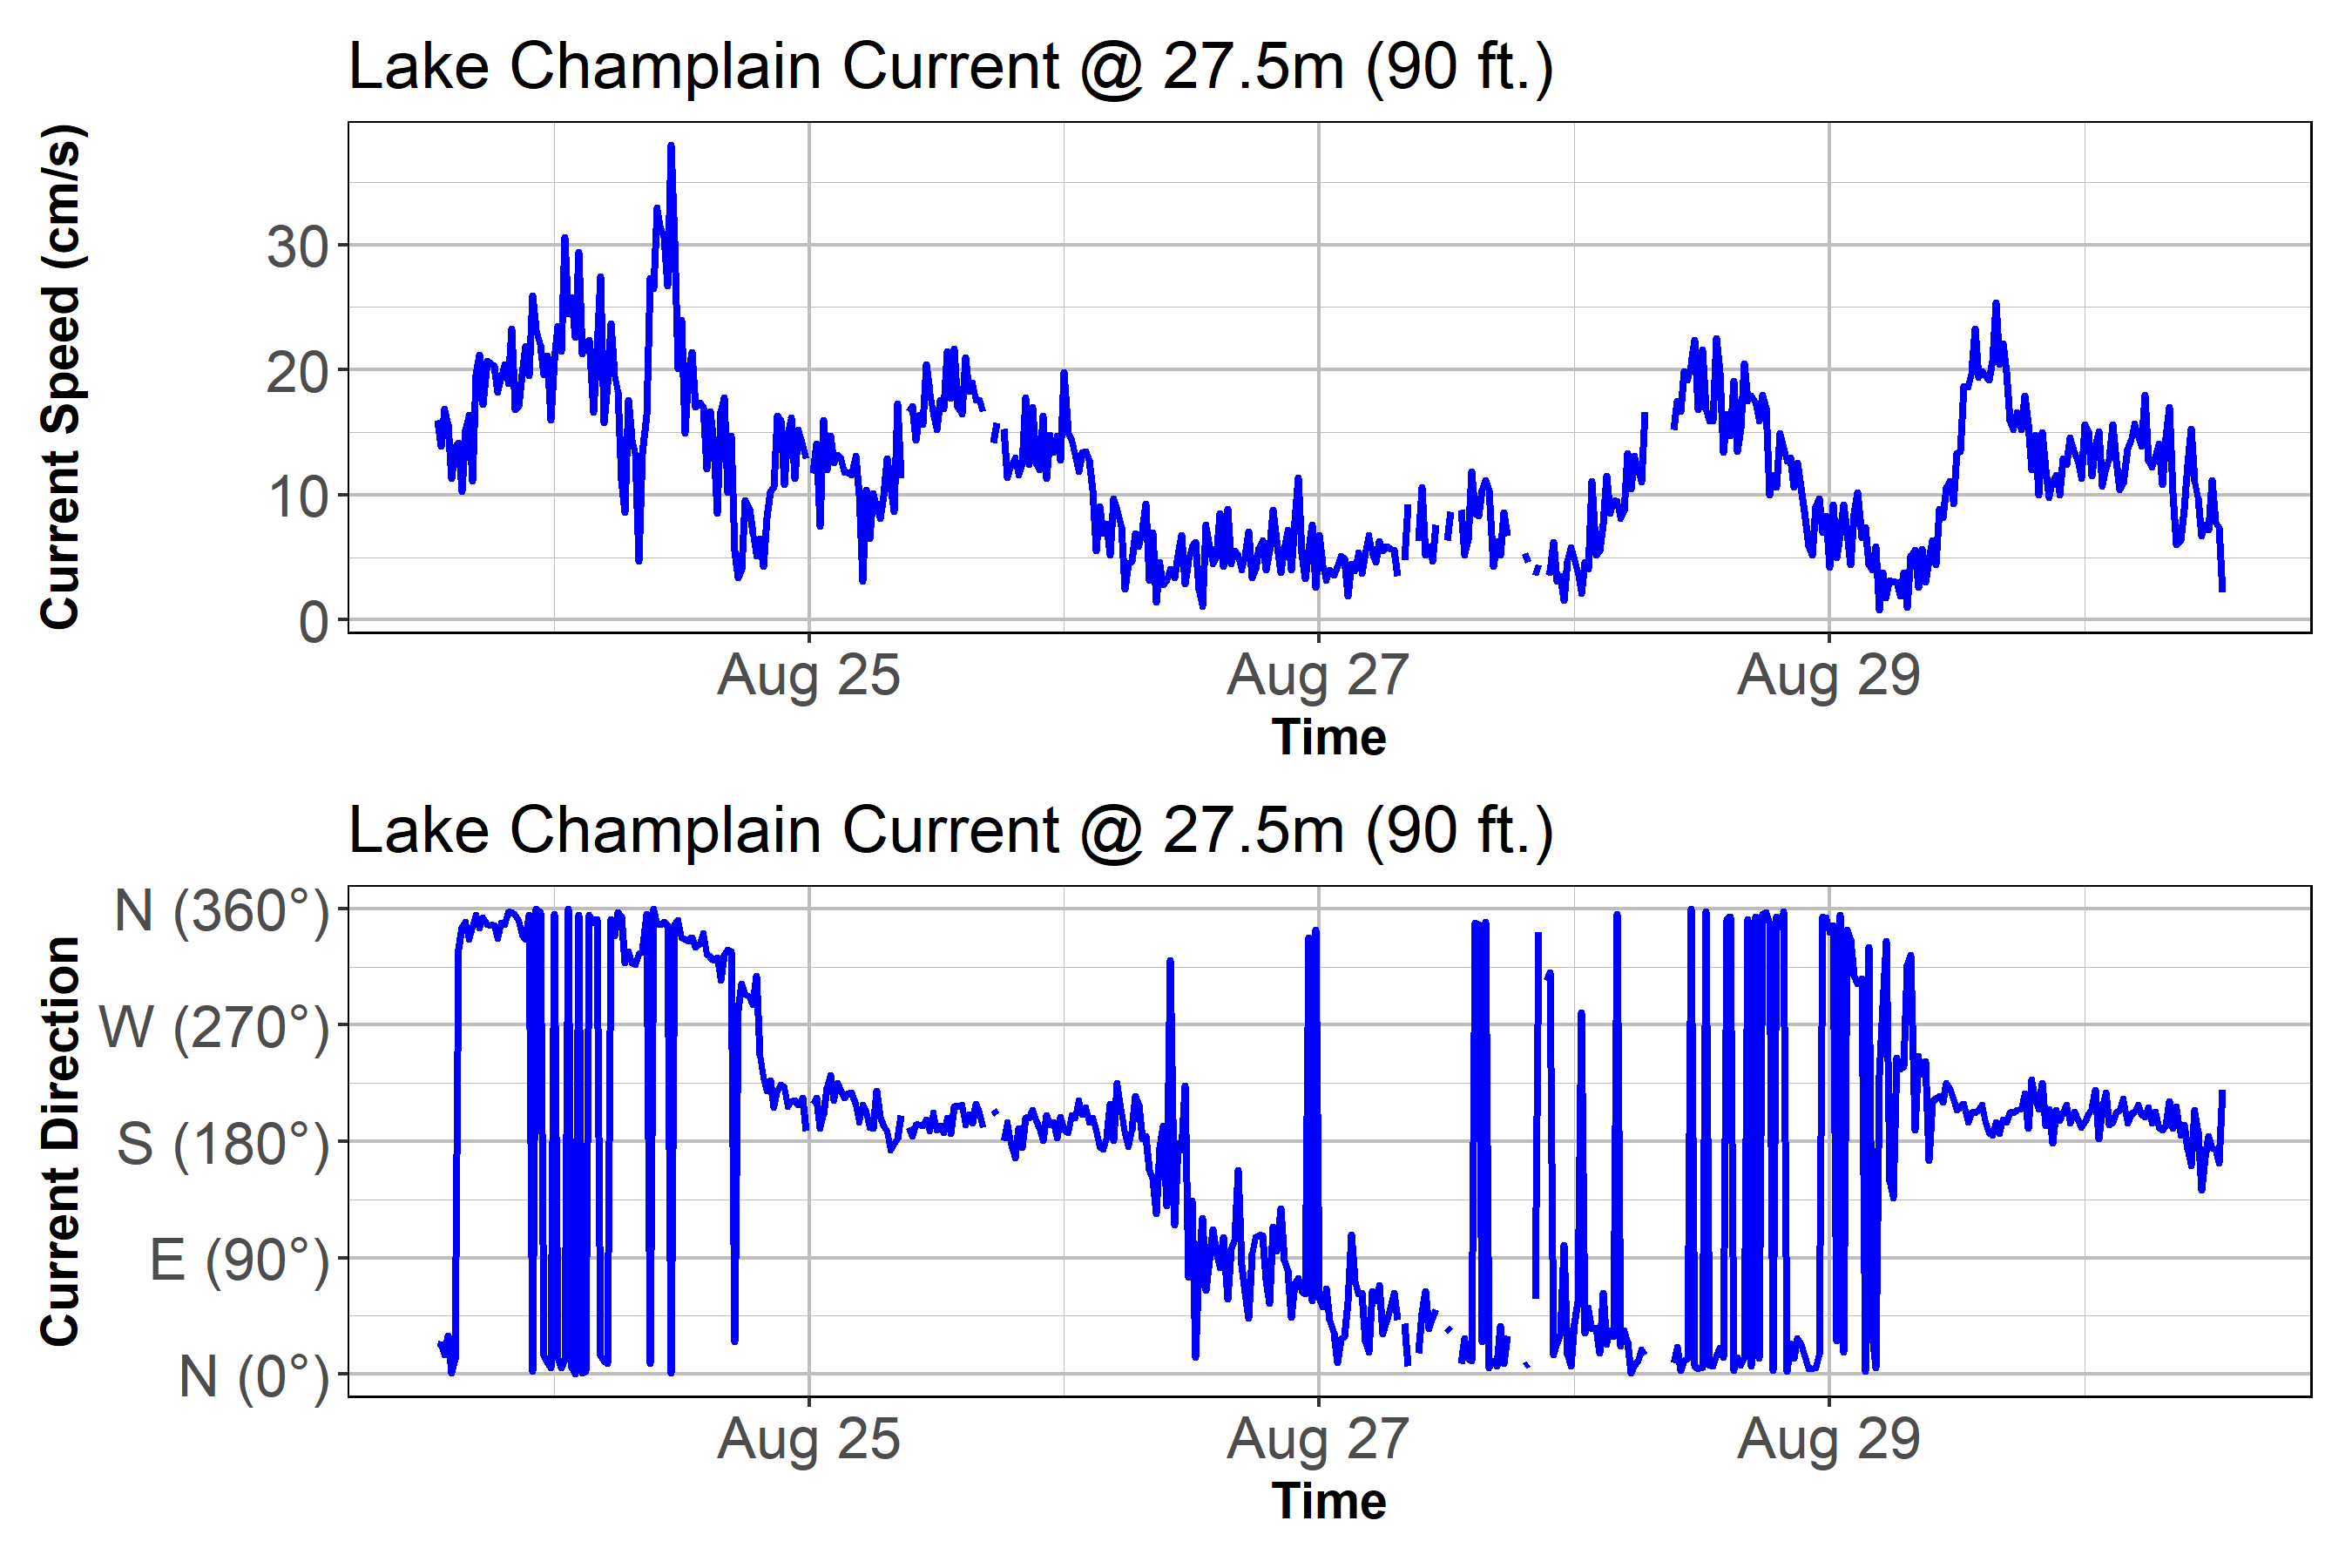 Lake Champlain Current @ 27.5m (90 ft.)
Current Speed (cm/s)
30
20
10
0
Aug 25 Aug 27 Aug 29
Time
Lake Champlain Current @ 27.5m (90 ft.)
Current Direction
N (360°)
W (270°)
S (180°)
E (90°)
N (0°)
Aug 25 Aug 27 Aug 29
Time